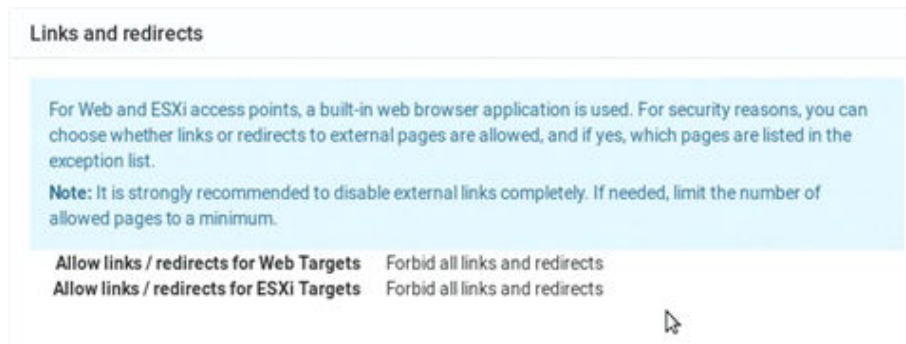 Links and redirects
For Web and ESXi access points, a built-in web browser application is used. For security reasons, you can
choose whether links or redirects to external pages are allowed, and if yes, which pages are listed in the
exception list.
Note: It is strongly recommended to disable external links completely. If needed, limit the number of
allowed pages to a minimum.
Allow links / redirects for Web Targets Forbid all links and redirects
Allow links / redirects for ESXi Targets Forbid all links and redirects